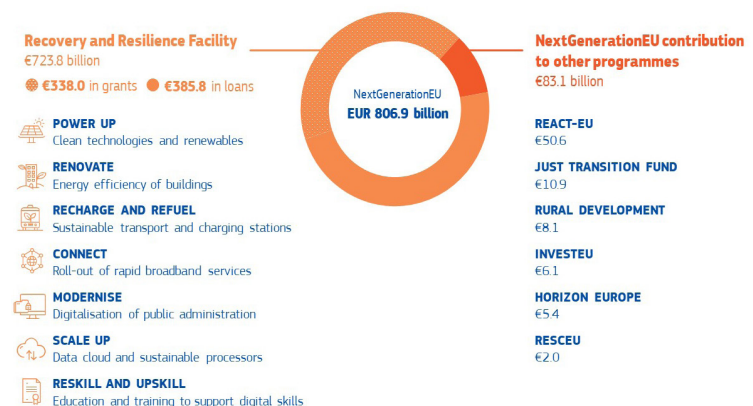 Recovery and Resilience Facility
€723.8 billion
€338.0 in grants €385.8 in loans
POWER UP
Clean technologies and renewables
RENOVATE
Energy efficiency of buildings
RECHARGE AND REFUEL
Sustainable transport and charging stations
CONNECT
Roll-out of rapid broadband services
MODERNISE
Digitalisation of public administration
SCALE UP
Data cloud and sustainable processors
RESKILL AND UPSKILL
Education and training to support digital skills
NextGenerationEU
EUR 806.9 billion
NextGenerationEU contribution
to other programmes
€83.1 billion
REACT-EU
€50.6
JUST TRANSITION FUND
€10.9
RURAL DEVELOPMENT
€8.1
INVESTEU
€6.1
HORIZON EUROPE
€5.4
RESCEU
€2.0